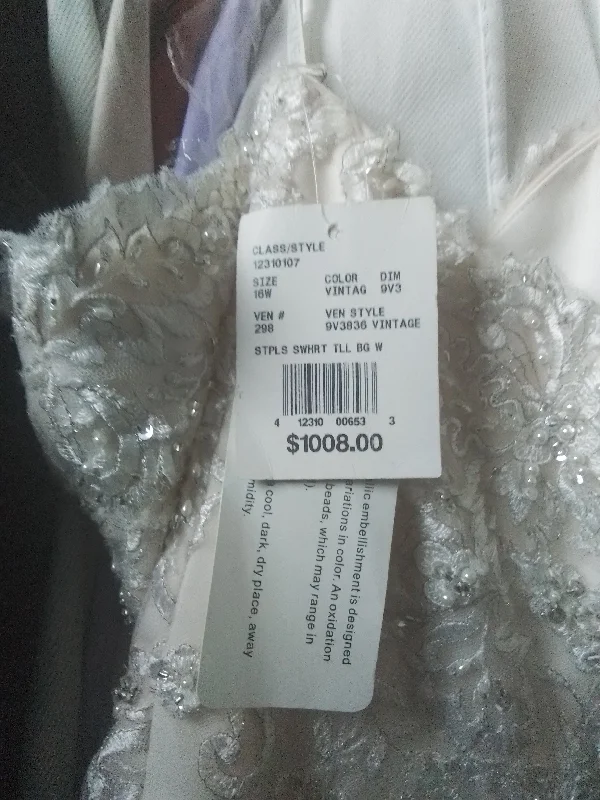 CLASS/STYLE
12310107
SIZE COLOR DIM
16W VINTAG 9V3
VEN # VEN STYLE
298 9V3836 VINTAGE
STPLS SWHRT TLL BG W
4 12310 00653 3
$1008.00
llic embellishment is designed
riations in color. An oxidation
beads, which may range in
).
cool, dark, dry place, away
midity.